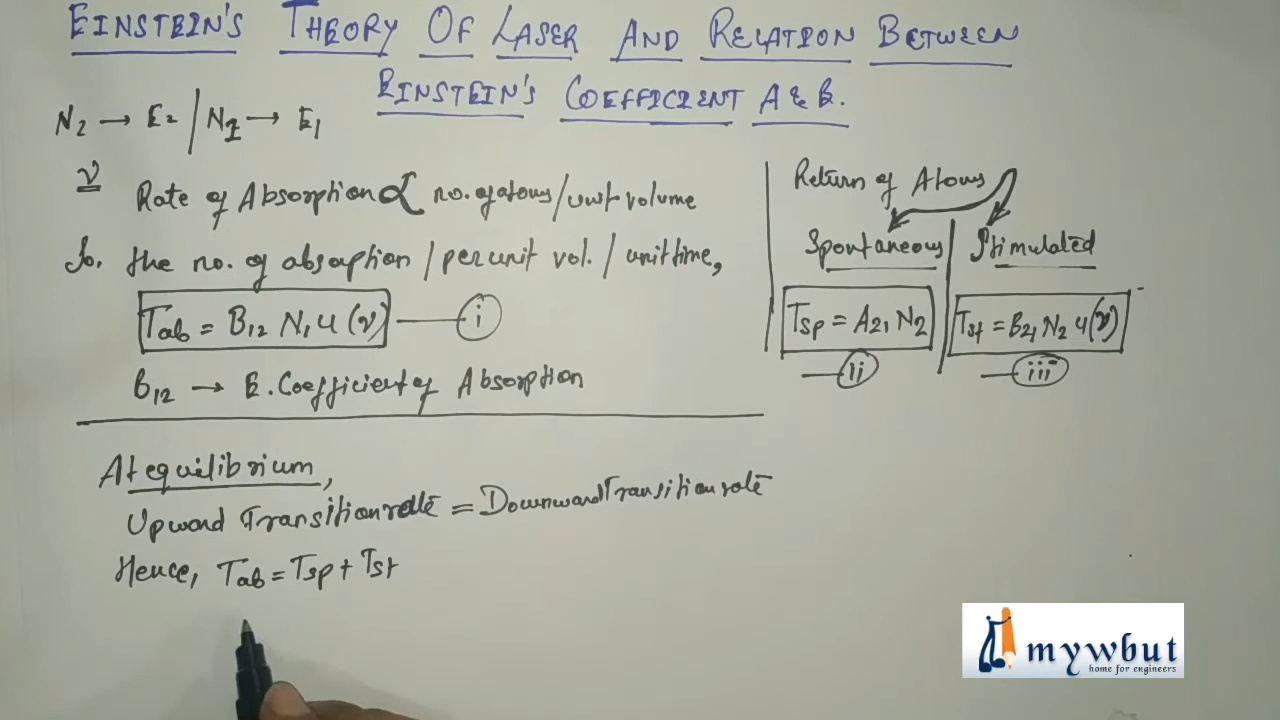 EINSTEIN'S THEORY OF LASER AND RELATION BETWEEN
EINSTEIN'S COEFFICIENT A & B.
N₂ → E₂ / N₁ → E₁
ν
Rate of Absorption ∝ no. of atoms/unit volume
So, the no. of absorption / per unit vol. / unit time,
Tab = B₁₂ N₁ u(ν) — i
B₁₂ → E. Coefficient of Absorption
Return of Atoms
Spontaneous
Stimulated
Tsp = A₂₁ N₂
Tst = B₂₁ N₂ u(ν)
— ii
— iii
At equilibrium,
Upward Transition rate = Downward Transition rate
Hence, Tab = Tsp + Tst
mywbut
home for engineers